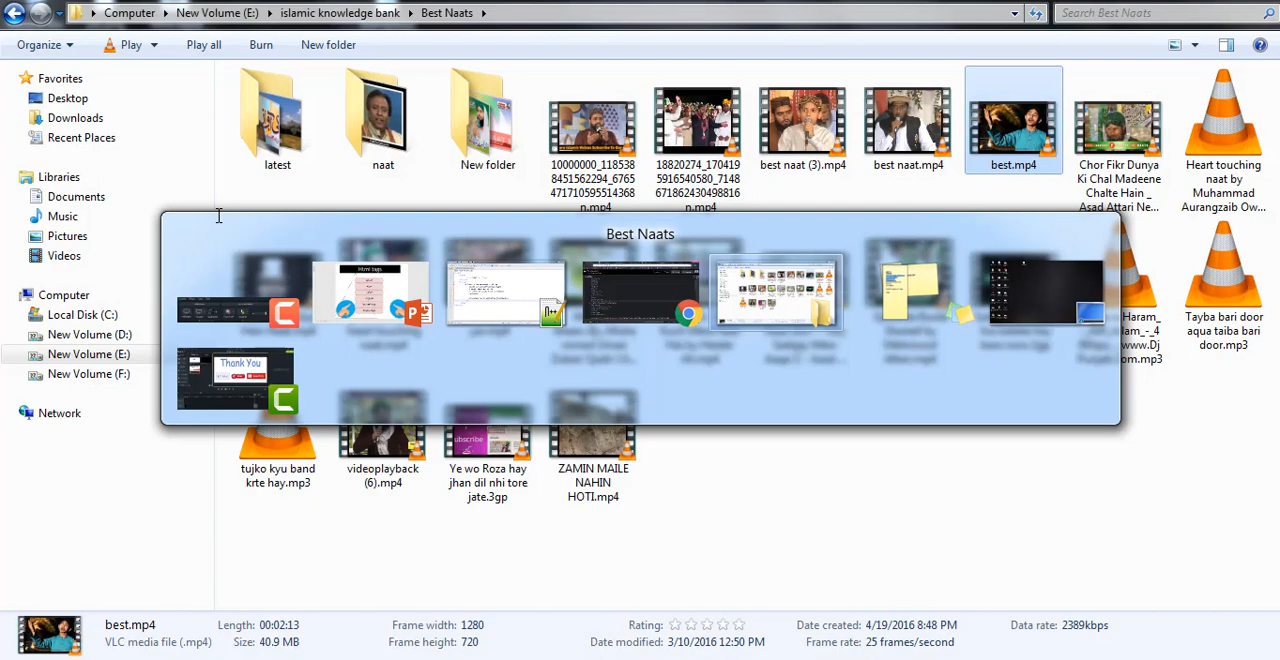 Computer ▸ New Volume (E:) ▸ islamic knowledge bank ▸ Best Naats ▸
Search Best Naats
Organize ▾ Play ▾ Play all Burn New folder
Favorites
Desktop
Downloads
Recent Places
Libraries
Documents
Music
Pictures
Videos
Computer
Local Disk (C:)
New Volume (D:)
New Volume (E:)
New Volume (F:)
Network
latest
naat
New folder
10000000_118538
8451562294_6765
471710595514368
n.mp4
18820274_170419
5916540580_7148
671862430498816
n.mp4
best naat (3).mp4
best naat.mp4
best.mp4
Chor Fikr Dunya
Ki Chal Madeene
Chalte Hain _
Asad Attari Ne...
Heart touching
naat by
Muhammad
Aurangzaib Ow...
Best Naats
Html tags
Thank You
Tayba bari door
aqua taiba bari
door.mp3
tujko kyu band
krte hay.mp3
videoplayback
(6).mp4
Ye wo Roza hay
jhan dil nhi tore
jate.3gp
ZAMIN MAILE
NAHIN
HOTI.mp4
best.mp4
VLC media file (.mp4)
Length: 00:02:13
Size: 40.9 MB
Frame width: 1280
Frame height: 720
Rating:
Date modified: 3/10/2016 12:50 PM
Date created: 4/19/2016 8:48 PM
Frame rate: 25 frames/second
Data rate: 2389kbps